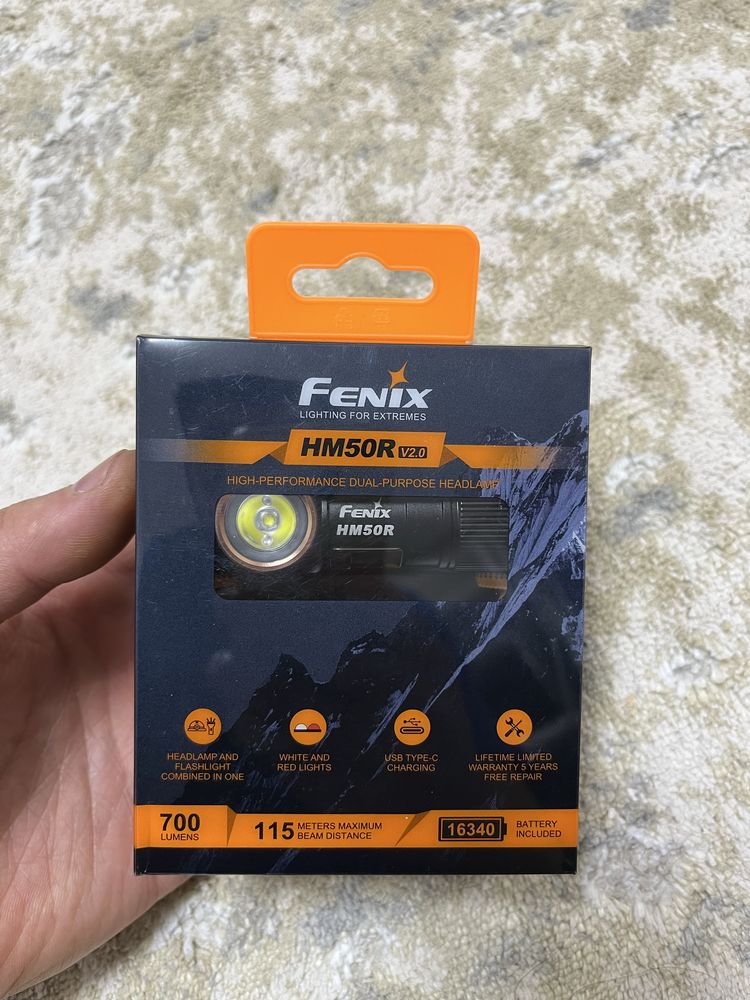 FENIX
LIGHTING FOR EXTREMES
HM50R V2.0
HIGH-PERFORMANCE DUAL-PURPOSE HEADLAMP
FENIX
HM50R
HEADLAMP AND
FLASHLIGHT
COMBINED IN ONE
WHITE AND
RED LIGHTS
USB TYPE-C
CHARGING
LIFETIME LIMITED
WARRANTY 5 YEARS
FREE REPAIR
700
LUMENS
115 METERS MAXIMUM
BEAM DISTANCE
16340
BATTERY
INCLUDED